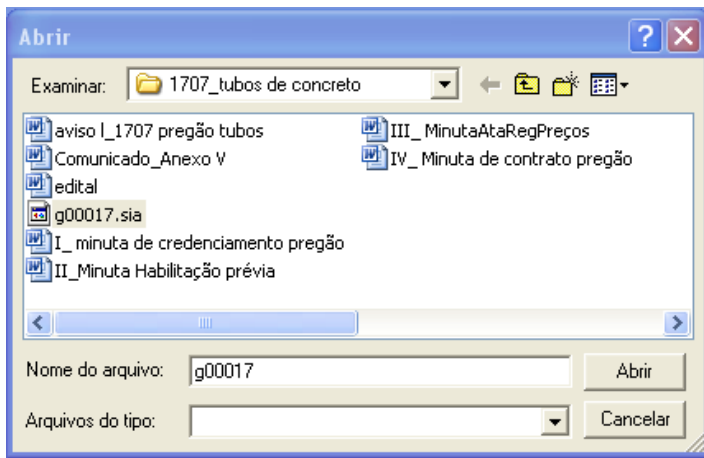 Abrir
Examinar: 1707_tubos de concreto
aviso l_1707 pregão tubos
Comunicado_Anexo V
edital
g00017.sia
I_ minuta de credenciamento pregão
II_Minuta Habilitação prévia
III_ MinutaAtaRegPreços
IV_ Minuta de contrato pregão
Nome do arquivo: g00017 Abrir
Arquivos do tipo: Cancelar